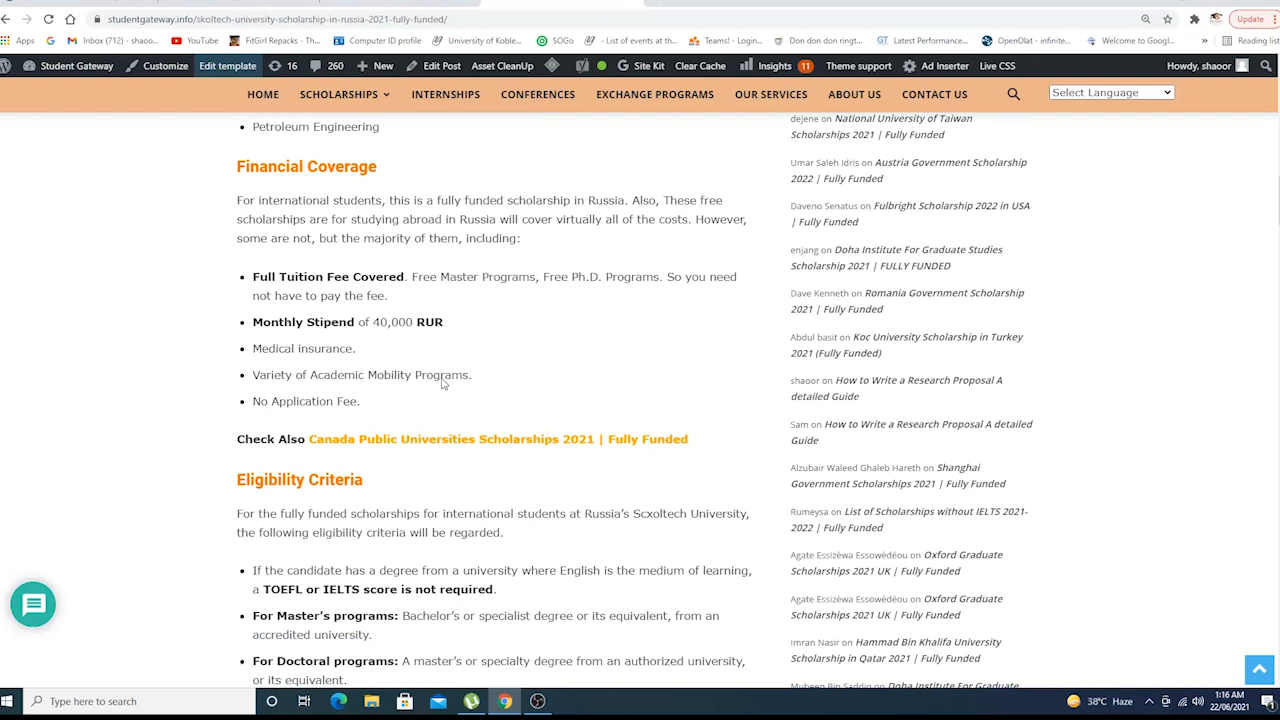 studentgateway.info/skoltech-university-scholarship-in-russia-2021-fully-funded/
Update
Apps
Inbox (712) - shaoo...
YouTube
FitGirl Repacks - Th...
Computer ID profile
University of Koble...
SOGo
- List of events at th...
Teams! - Login...
Don don don ringt...
Latest Performance...
OpenOlat - infinite...
Welcome to Googl...
»
Reading list
Student Gateway
Customize
Edit template
16
260
New
Edit Post
Asset CleanUp
Site Kit
Clear Cache
Insights
Theme support
Ad Inserter
Live CSS
Howdy, shaoor
HOME
SCHOLARSHIPS
INTERNSHIPS
CONFERENCES
EXCHANGE PROGRAMS
OUR SERVICES
ABOUT US
CONTACT US
Select Language
• Petroleum Engineering
Financial Coverage
For international students, this is a fully funded scholarship in Russia. Also, These free
scholarships are for studying abroad in Russia will cover virtually all of the costs. However,
some are not, but the majority of them, including:
• Full Tuition Fee Covered. Free Master Programs, Free Ph.D. Programs. So you need
not have to pay the fee.
• Monthly Stipend of 40,000 RUR
• Medical insurance.
• Variety of Academic Mobility Programs.
• No Application Fee.
Check Also Canada Public Universities Scholarships 2021 | Fully Funded
Eligibility Criteria
For the fully funded scholarships for international students at Russia's Scxoltech University,
the following eligibility criteria will be regarded.
• If the candidate has a degree from a university where English is the medium of learning,
a TOEFL or IELTS score is not required.
• For Master's programs: Bachelor's or specialist degree or its equivalent, from an
accredited university.
• For Doctoral programs: A master's or specialty degree from an authorized university,
or its equivalent.
dejene on National University of Taiwan
Scholarships 2021 | Fully Funded
Umar Saleh Idris on Austria Government Scholarship
2022 | Fully Funded
Daveno Senatus on Fulbright Scholarship 2022 in USA
| Fully Funded
enjang on Doha Institute For Graduate Studies
Scholarship 2021 | FULLY FUNDED
Dave Kenneth on Romania Government Scholarship
2021 | Fully Funded
Abdul basit on Koc University Scholarship in Turkey
2021 (Fully Funded)
shaoor on How to Write a Research Proposal A
detailed Guide
Sam on How to Write a Research Proposal A detailed
Guide
Alzubair Waleed Ghaleb Hareth on Shanghai
Government Scholarships 2021 | Fully Funded
Rumeysa on List of Scholarships without IELTS 2021-
2022 | Fully Funded
Agate Essizèwa Essowèdéou on Oxford Graduate
Scholarships 2021 UK | Fully Funded
Agate Essizèwa Essowèdéou on Oxford Graduate
Scholarships 2021 UK | Fully Funded
Imran Nasir on Hammad Bin Khalifa University
Scholarship in Qatar 2021 | Fully Funded
Mubeen Bin Saddiq on Doha Institute For Graduate
Type here to search
38°C Haze
1:16 AM
22/06/2021